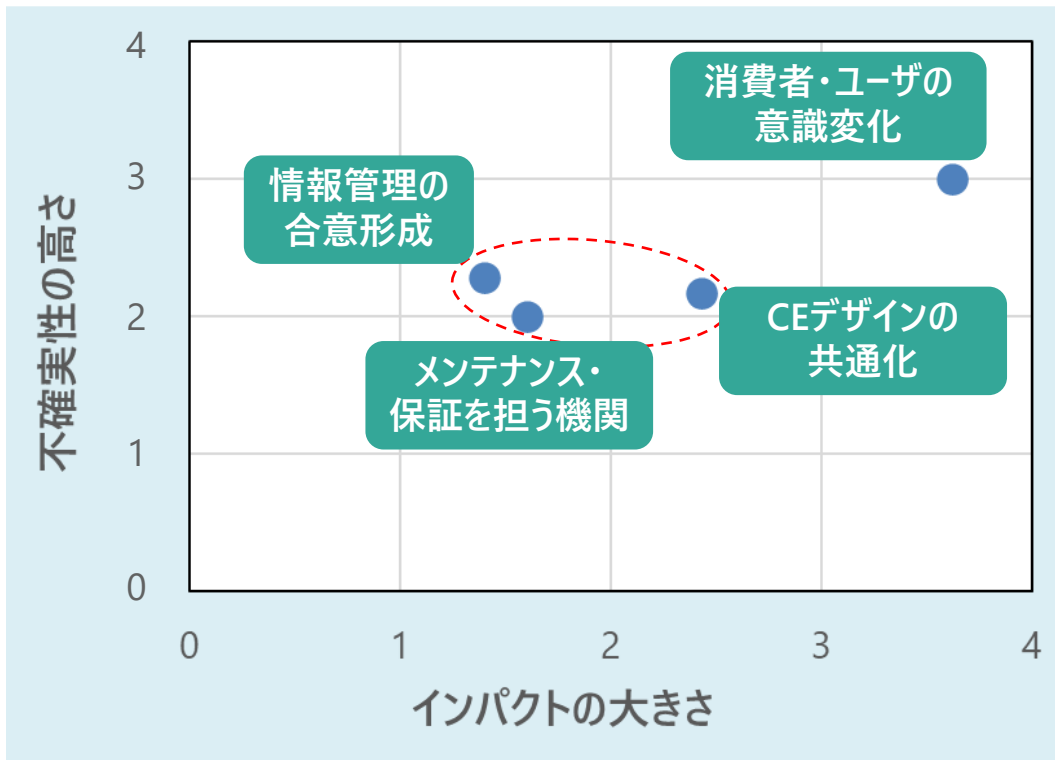 4
3
2
1
0
不確実性の高さ
消費者・ユーザの
意識変化
情報管理の
合意形成
CEデザインの
共通化
メンテナンス・
保証を担う機関
0
1
2
3
4
インパクトの大きさ